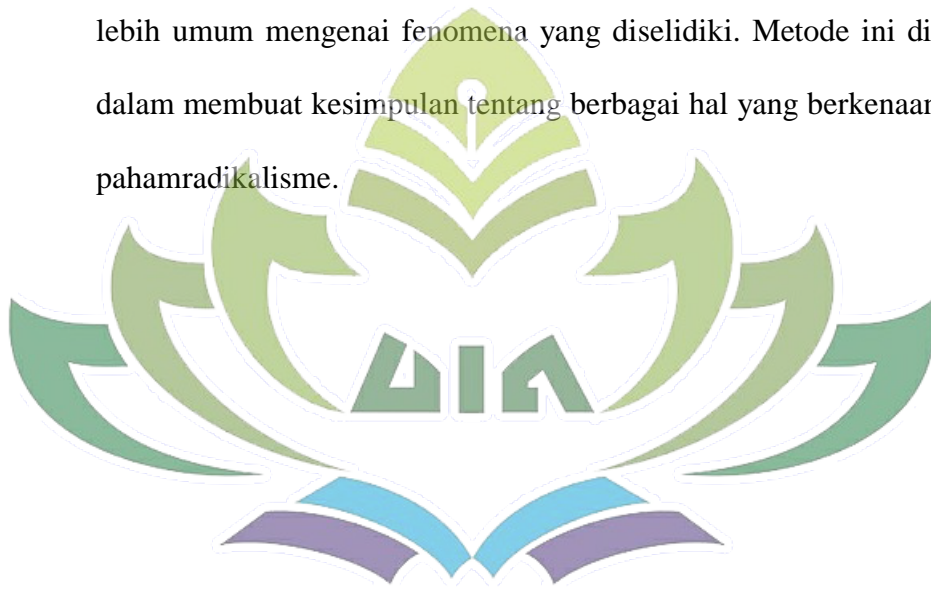 lebih umum mengenai fenomena yang diselidiki. Metode ini di
dalam membuat kesimpulan tentang berbagai hal yang berkenaan
pahamradikalisme.